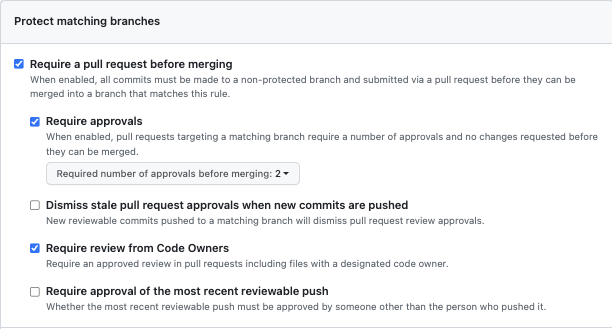 Protect matching branches
Require a pull request before merging
When enabled, all commits must be made to a non-protected branch and submitted via a pull request before they can be
merged into a branch that matches this rule.
Require approvals
When enabled, pull requests targeting a matching branch require a number of approvals and no changes requested before
they can be merged.
Required number of approvals before merging: 2
Dismiss stale pull request approvals when new commits are pushed
New reviewable commits pushed to a matching branch will dismiss pull request review approvals.
Require review from Code Owners
Require an approved review in pull requests including files with a designated code owner.
Require approval of the most recent reviewable push
Whether the most recent reviewable push must be approved by someone other than the person who pushed it.